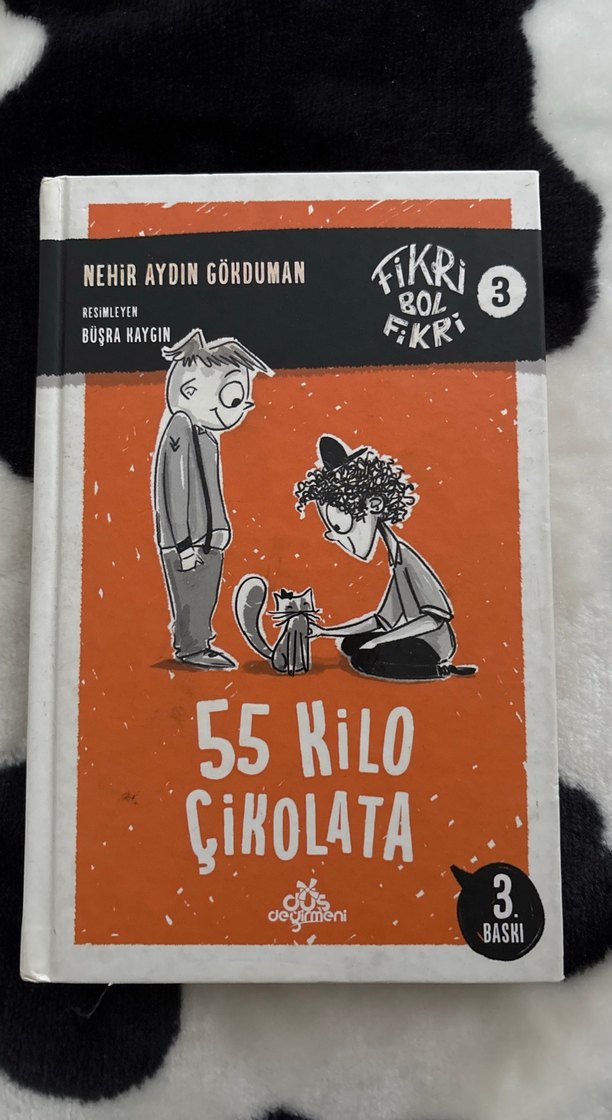 NEHİR AYDIN GÖKDUMAN
RESİMLEYEN
BÜŞRA KAYGIN
FİKRİ
BOL
FİKRİ
3
55 KİLO
ÇİKOLATA
düş
değirmeni
3.
BASKI